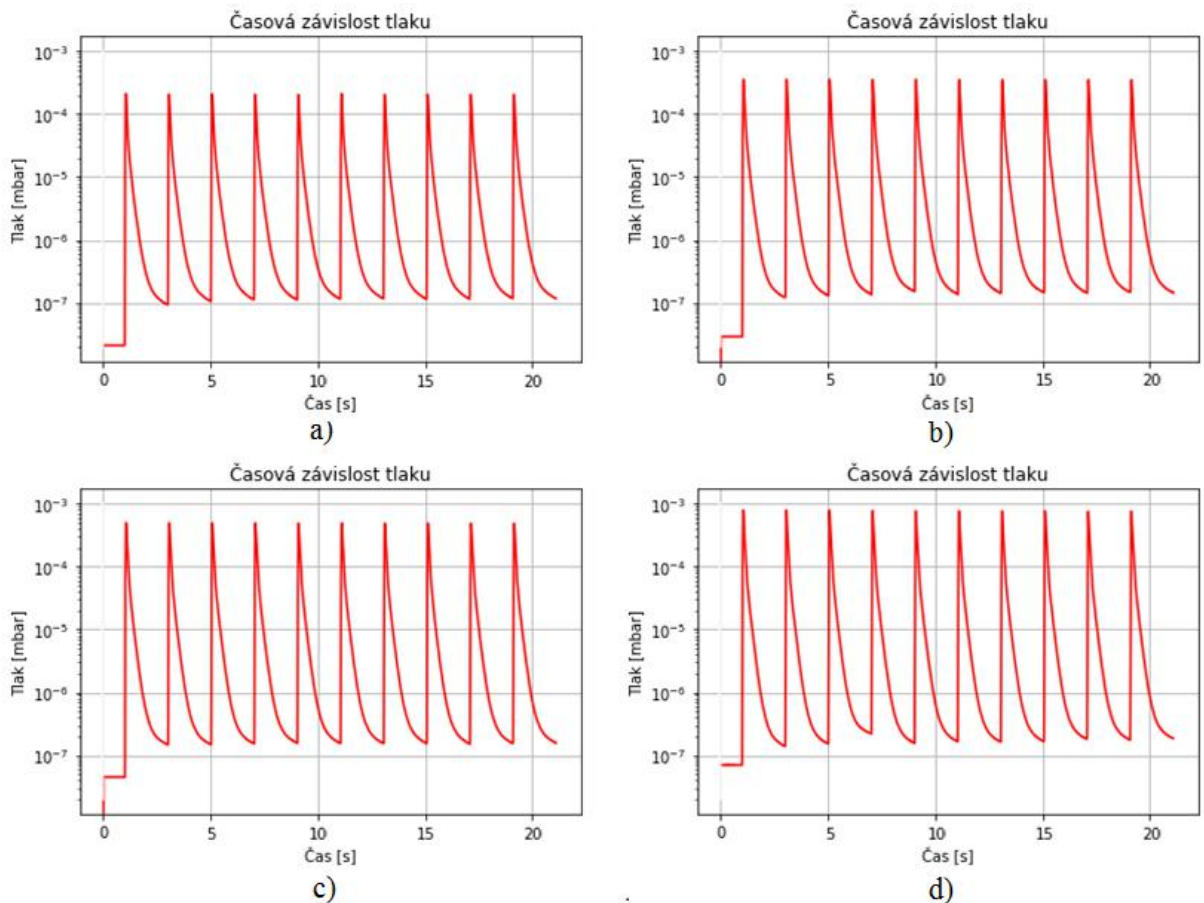 Časová závislost tlaku
Tlak [mbar]
10⁻³
10⁻⁴
10⁻⁵
10⁻⁶
10⁻⁷
0 5 10 15 20
Čas [s]
a)
Časová závislost tlaku
Tlak [mbar]
10⁻³
10⁻⁴
10⁻⁵
10⁻⁶
10⁻⁷
0 5 10 15 20
Čas [s]
b)
Časová závislost tlaku
Tlak [mbar]
10⁻³
10⁻⁴
10⁻⁵
10⁻⁶
10⁻⁷
0 5 10 15 20
Čas [s]
c)
Časová závislost tlaku
Tlak [mbar]
10⁻³
10⁻⁴
10⁻⁵
10⁻⁶
10⁻⁷
0 5 10 15 20
Čas [s]
d)